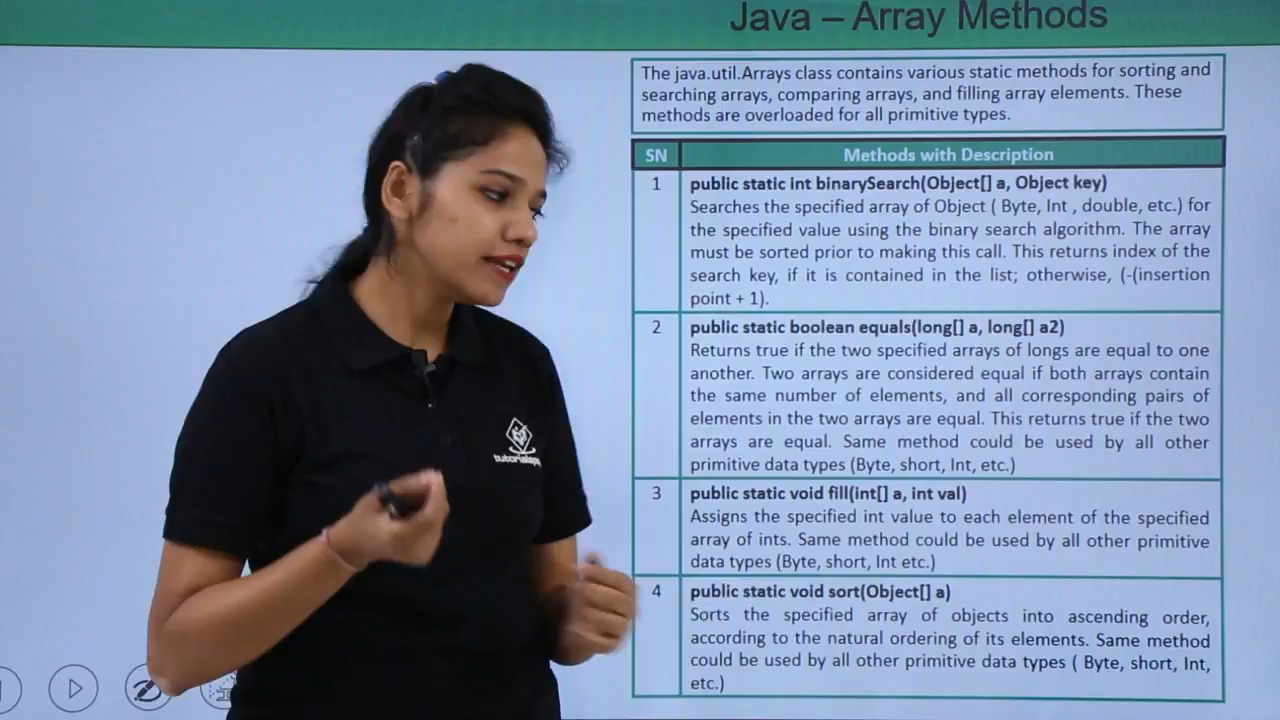 Java – Array Methods
The java.util.Arrays class contains various static methods for sorting and
searching arrays, comparing arrays, and filling array elements. These
methods are overloaded for all primitive types.
SN Methods with Description
1 public static int binarySearch(Object[] a, Object key)
Searches the specified array of Object ( Byte, Int , double, etc.) for
the specified value using the binary search algorithm. The array
must be sorted prior to making this call. This returns index of the
search key, if it is contained in the list; otherwise, (-(insertion
point + 1).
2 public static boolean equals(long[] a, long[] a2)
Returns true if the two specified arrays of longs are equal to one
another. Two arrays are considered equal if both arrays contain
the same number of elements, and all corresponding pairs of
elements in the two arrays are equal. This returns true if the two
arrays are equal. Same method could be used by all other
primitive data types (Byte, short, Int, etc.)
3 public static void fill(int[] a, int val)
Assigns the specified int value to each element of the specified
array of ints. Same method could be used by all other primitive
data types (Byte, short, Int etc.)
4 public static void sort(Object[] a)
Sorts the specified array of objects into ascending order,
according to the natural ordering of its elements. Same method
could be used by all other primitive data types ( Byte, short, Int,
etc.)